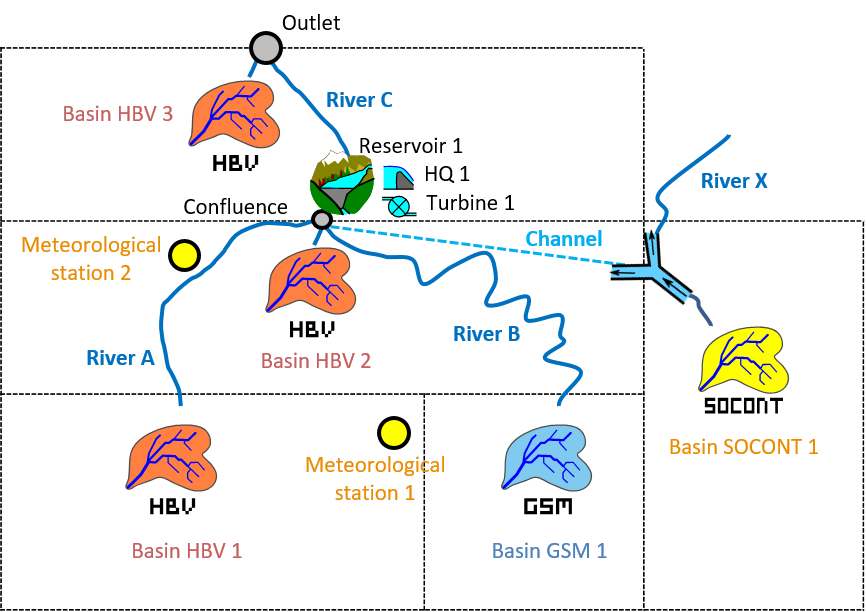 Outlet
River C
Basin HBV 3
HBV
Reservoir 1
HQ 1
Turbine 1
River X
Confluence
Channel
Meteorological
station 2
HBV
River B
River A
Basin HBV 2
SOCONT
Basin SOCONT 1
Meteorological
station 1
HBV
GSM
Basin HBV 1
Basin GSM 1